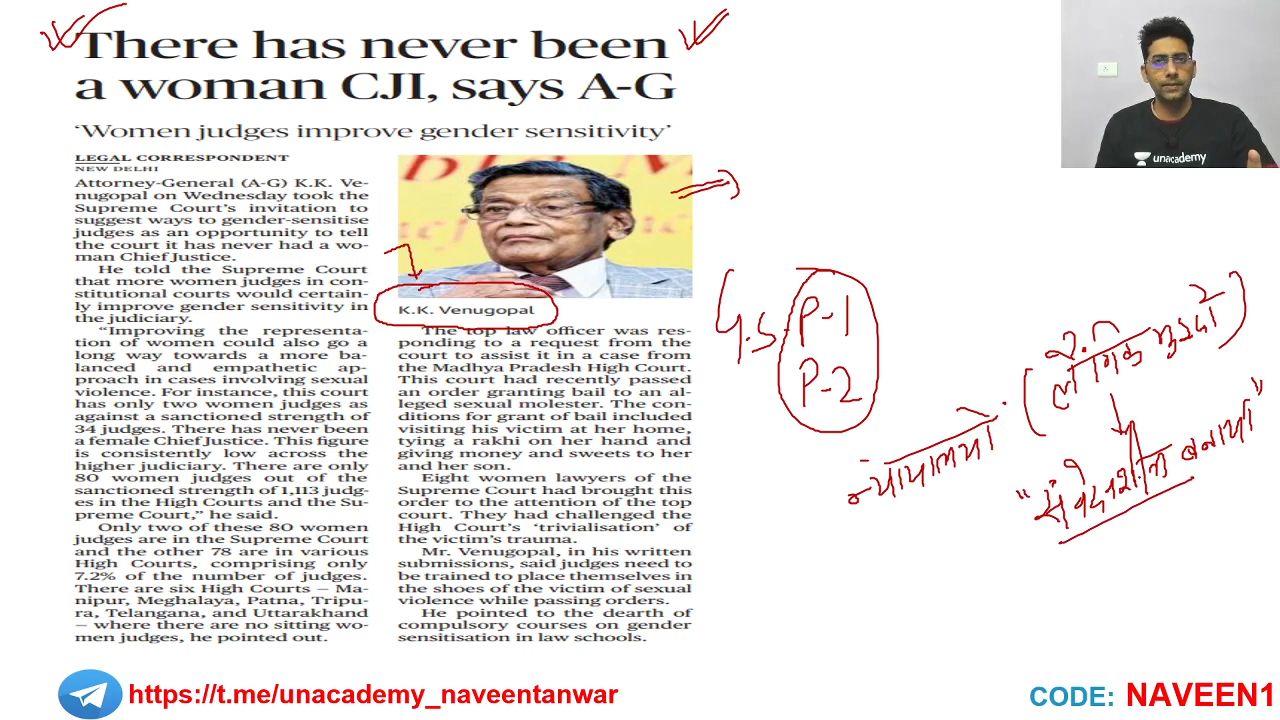 There has never been
a woman CJI, says A-G
‘Women judges improve gender sensitivity’
LEGAL CORRESPONDENT
NEW DELHI
Attorney-General (A-G) K.K. Ve-
nugopal on Wednesday took the
Supreme Court’s invitation to
suggest ways to gender-sensitise
judges as an opportunity to tell
the court it has never had a wo-
man Chief Justice.
He told the Supreme Court
that more women judges in con-
stitutional courts would certain-
ly improve gender sensitivity in
the judiciary.
“Improving the representa-
tion of women could also go a
long way towards a more ba-
lanced and empathetic ap-
proach in cases involving sexual
violence. For instance, this court
has only two women judges as
against a sanctioned strength of
34 judges. There has never been
a female Chief Justice. This figure
is consistently low across the
higher judiciary. There are only
80 women judges out of the
sanctioned strength of 1,113 judg-
es in the High Courts and the Su-
preme Court,” he said.
Only two of these 80 women
judges are in the Supreme Court
and the other 78 are in various
High Courts, comprising only
7.2% of the number of judges.
There are six High Courts — Ma-
nipur, Meghalaya, Patna, Tripu-
ra, Telangana, and Uttarakhand
— where there are no sitting wo-
men judges, he pointed out.
K.K. Venugopal
The top law officer was res-
ponding to a request from the
court to assist it in a case from
the Madhya Pradesh High Court.
This court had recently passed
an order granting bail to an al-
leged sexual molester. The con-
ditions for grant of bail included
visiting his victim at her home,
tying a rakhi on her hand and
giving money and sweets to her
and her son.
Eight women lawyers of the
Supreme Court had brought this
order to the attention of the top
court. They had challenged the
High Court’s ‘trivialisation’ of
the victim’s trauma.
Mr. Venugopal, in his written
submissions, said judges need to
be trained to place themselves in
the shoes of the victim of sexual
violence while passing orders.
He pointed to the dearth of
compulsory courses on gender
sensitisation in law schools.
G.S. P-1
P-2
लैंगिक मुद्दों
unacademy
https://t.me/unacademy_naveentanwar
CODE: NAVEEN1